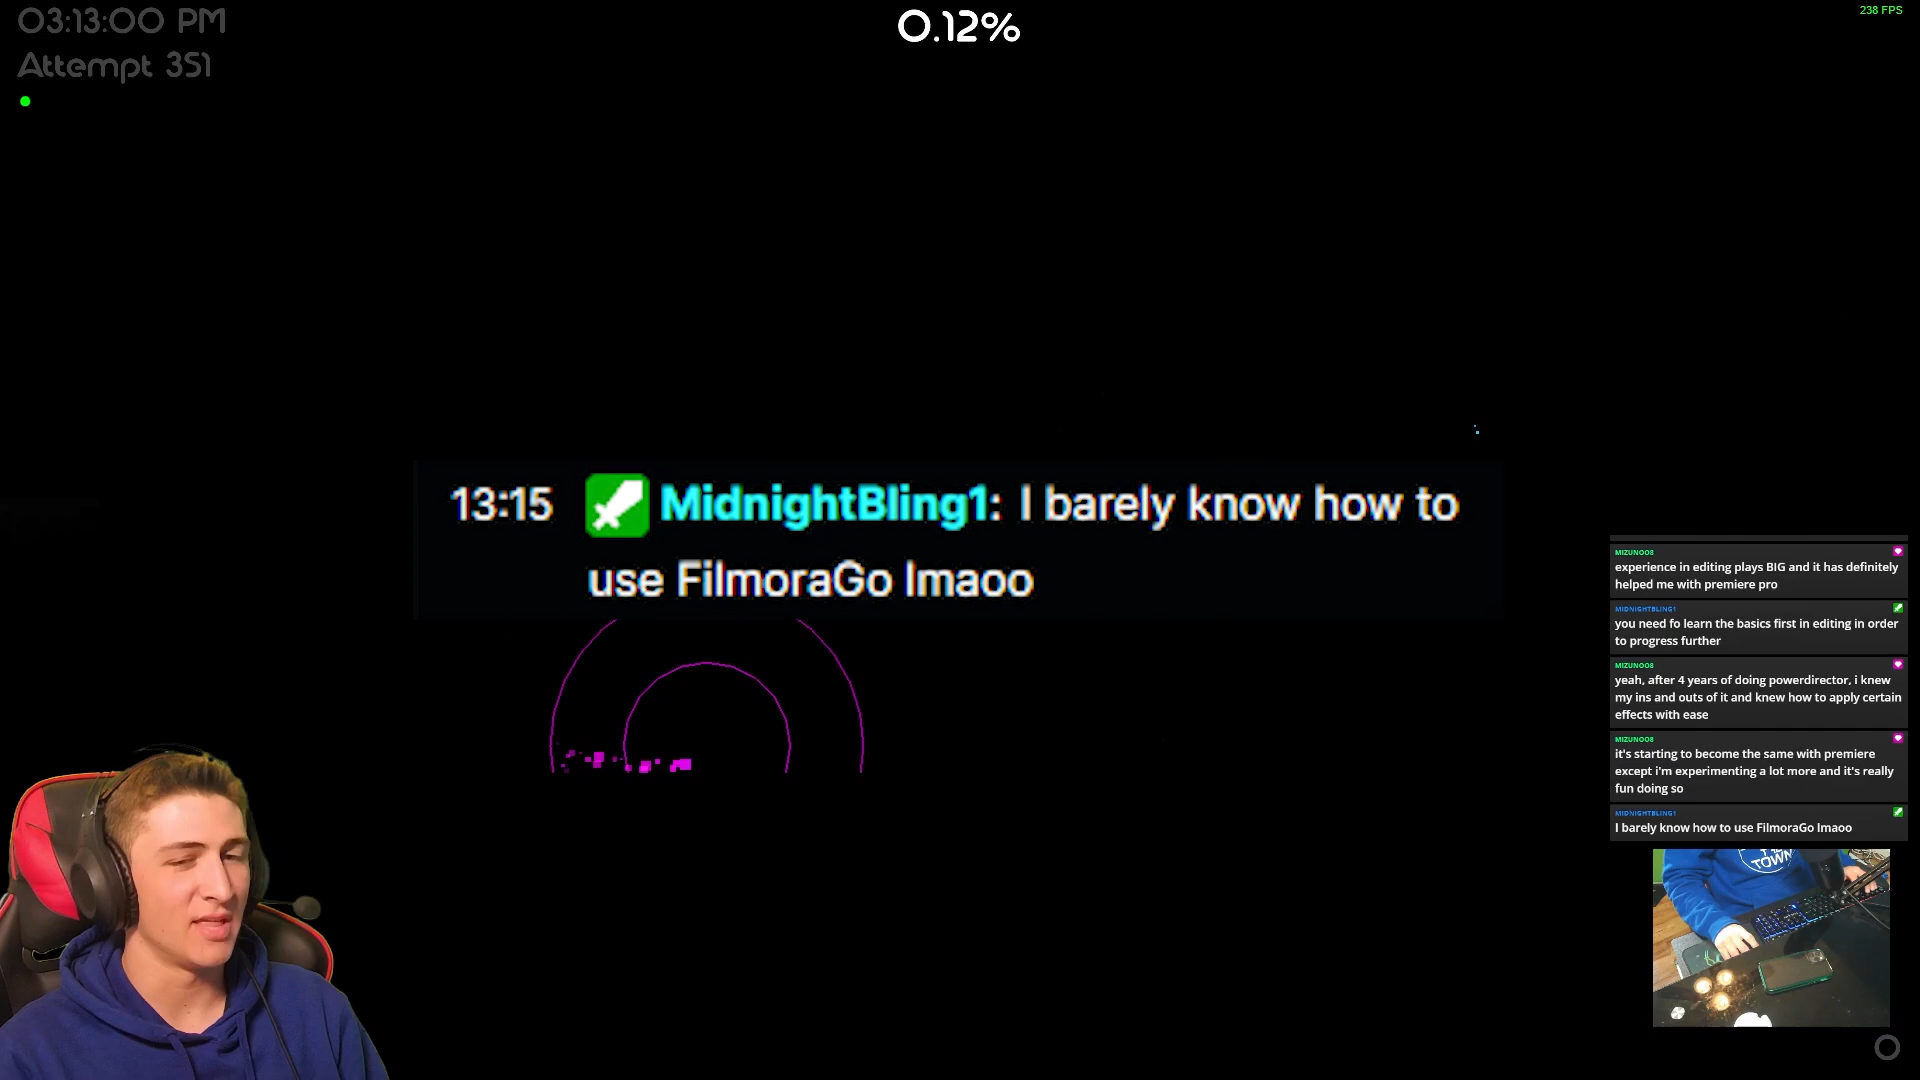 03:13:00 PM
Attempt 351
0.12%
238 FPS
13:15 MidnightBling1: I barely know how to
use FilmoraGo lmaoo
MIZUNO08
experience in editing plays BIG and it has definitely
helped me with premiere pro
MIDNIGHTBLING1
you need fo learn the basics first in editing in order
to progress further
MIZUNO08
yeah, after 4 years of doing powerdirector, i knew
my ins and outs of it and knew how to apply certain
effects with ease
MIZUNO08
it's starting to become the same with premiere
except i'm experimenting a lot more and it's really
fun doing so
MIDNIGHTBLING1
I barely know how to use FilmoraGo lmaoo
TOWN